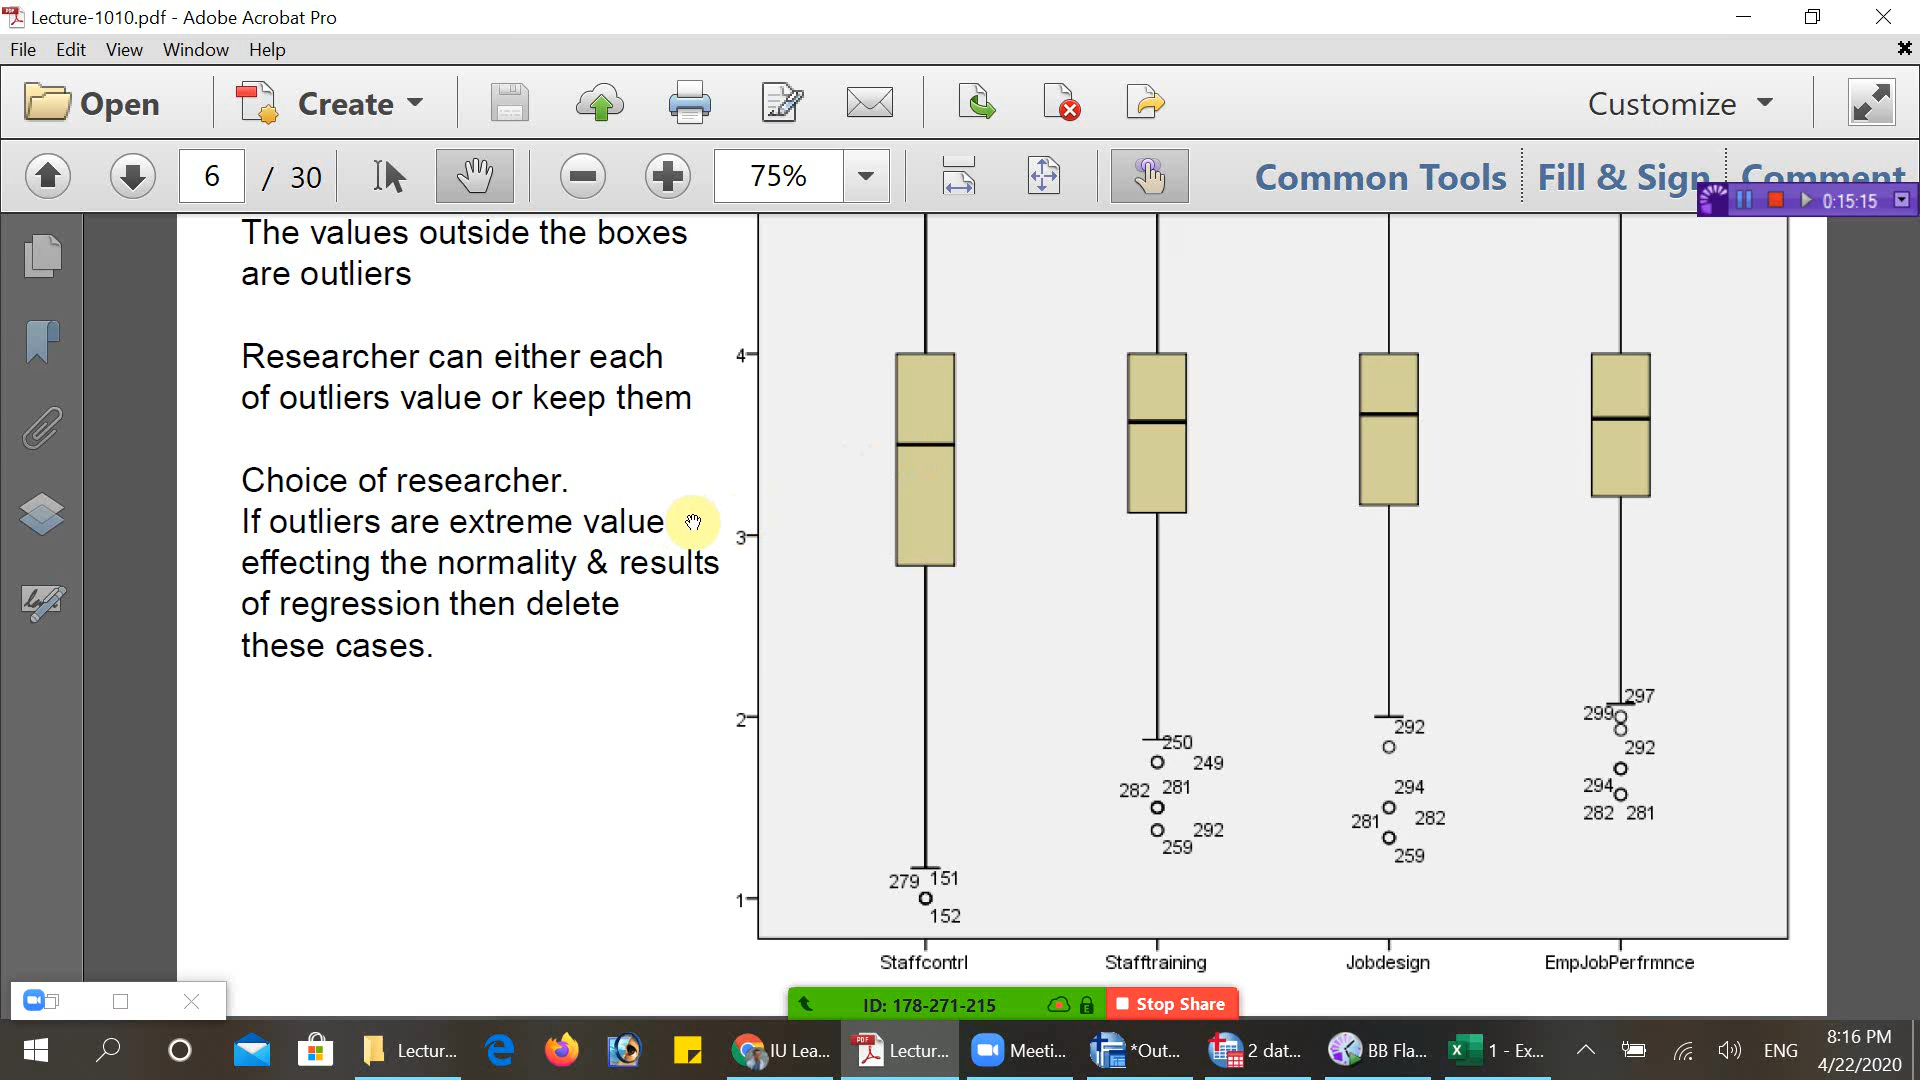 Lecture-1010.pdf - Adobe Acrobat Pro
File Edit View Window Help
Open Create Customize
6 / 30 75% Common Tools Fill & Sign Comment
0:15:15
The values outside the boxes
are outliers
Researcher can either each
of outliers value or keep them
Choice of researcher.
If outliers are extreme value
effecting the normality & results
of regression then delete
these cases.
4
3
2
1
297
299
292
292
294
282 281
292
294
281 282
259
250
249
282 281
292
259
279 151
152
Staffcontrl Stafftraining Jobdesign EmpJobPerfrmnce
ID: 178-271-215 Stop Share
Lectur... IU Lea... Lectur... Meeti... *Out... 2 dat... BB Fla... 1 - Ex... ENG
8:16 PM
4/22/2020